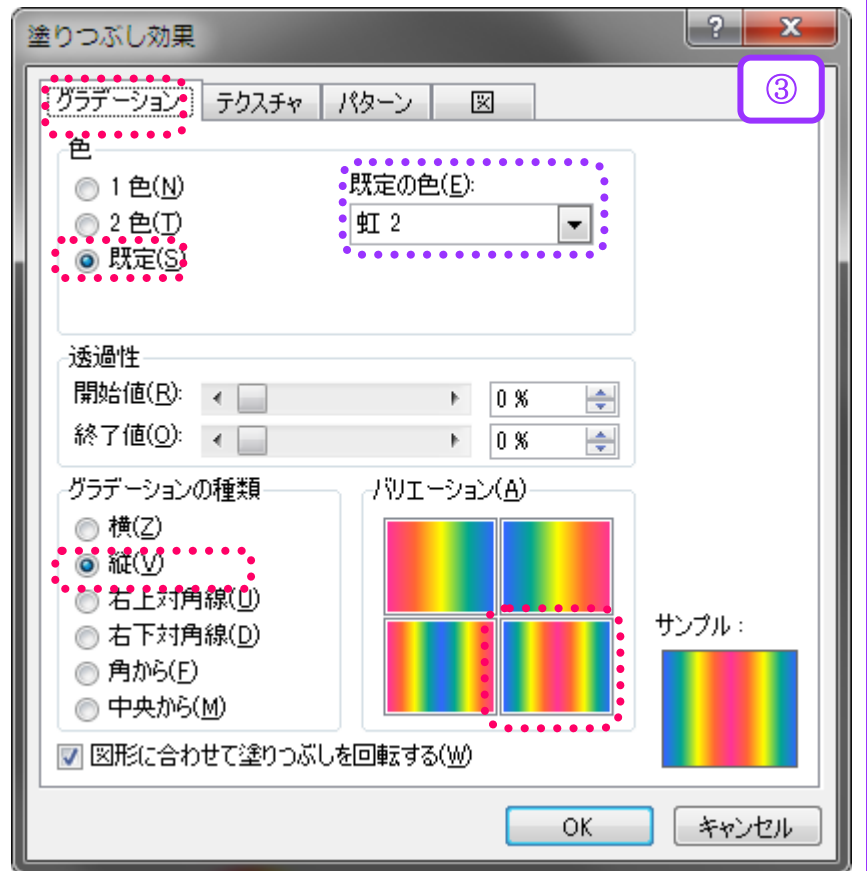 塗りつぶし効果
?
X
③
グラデーション テクスチャ パターン 図
色
1 色(N)
2 色(T)
既定(S)
既定の色(E):
虹 2
透過性
開始値(R): 0 %
終了値(O): 0 %
グラデーションの種類
横(Z)
縦(V)
右上対角線(U)
右下対角線(D)
角から(F)
中央から(M)
バリエーション(A)
サンプル:
図形に合わせて塗りつぶしを回転する(W)
OK キャンセル